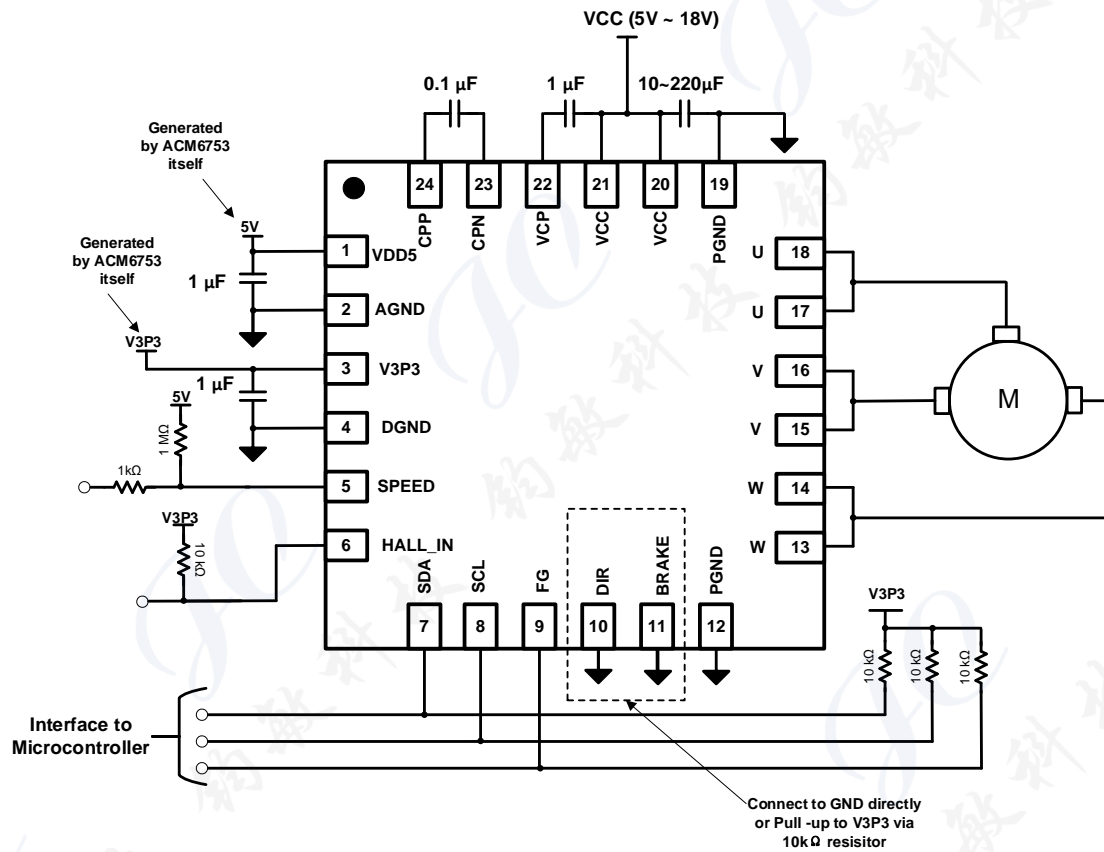 VCC (5V ~ 18V)
0.1 μF
1 μF
10~220μF
Generated
by ACM6753
itself
24
23
22
21
20
19
CPP
CPN
VCP
VCC
VCC
PGND
5V
1
VDD5
Generated
by ACM6753
itself
1 μF
2
AGND
V3P3
3
V3P3
1 μF
5V
1 MΩ
4
DGND
1kΩ
5
SPEED
V3P3
10 kΩ
6
HALL_IN
U
18
U
17
V
16
V
15
W
14
W
13
M
SDA
SCL
FG
DIR
BRAKE
PGND
7
8
9
10
11
12
V3P3
10 kΩ
10 kΩ
10 kΩ
Interface to
Microcontroller
Connect to GND directly
or Pull -up to V3P3 via
10kΩ resisitor
钧敏科技